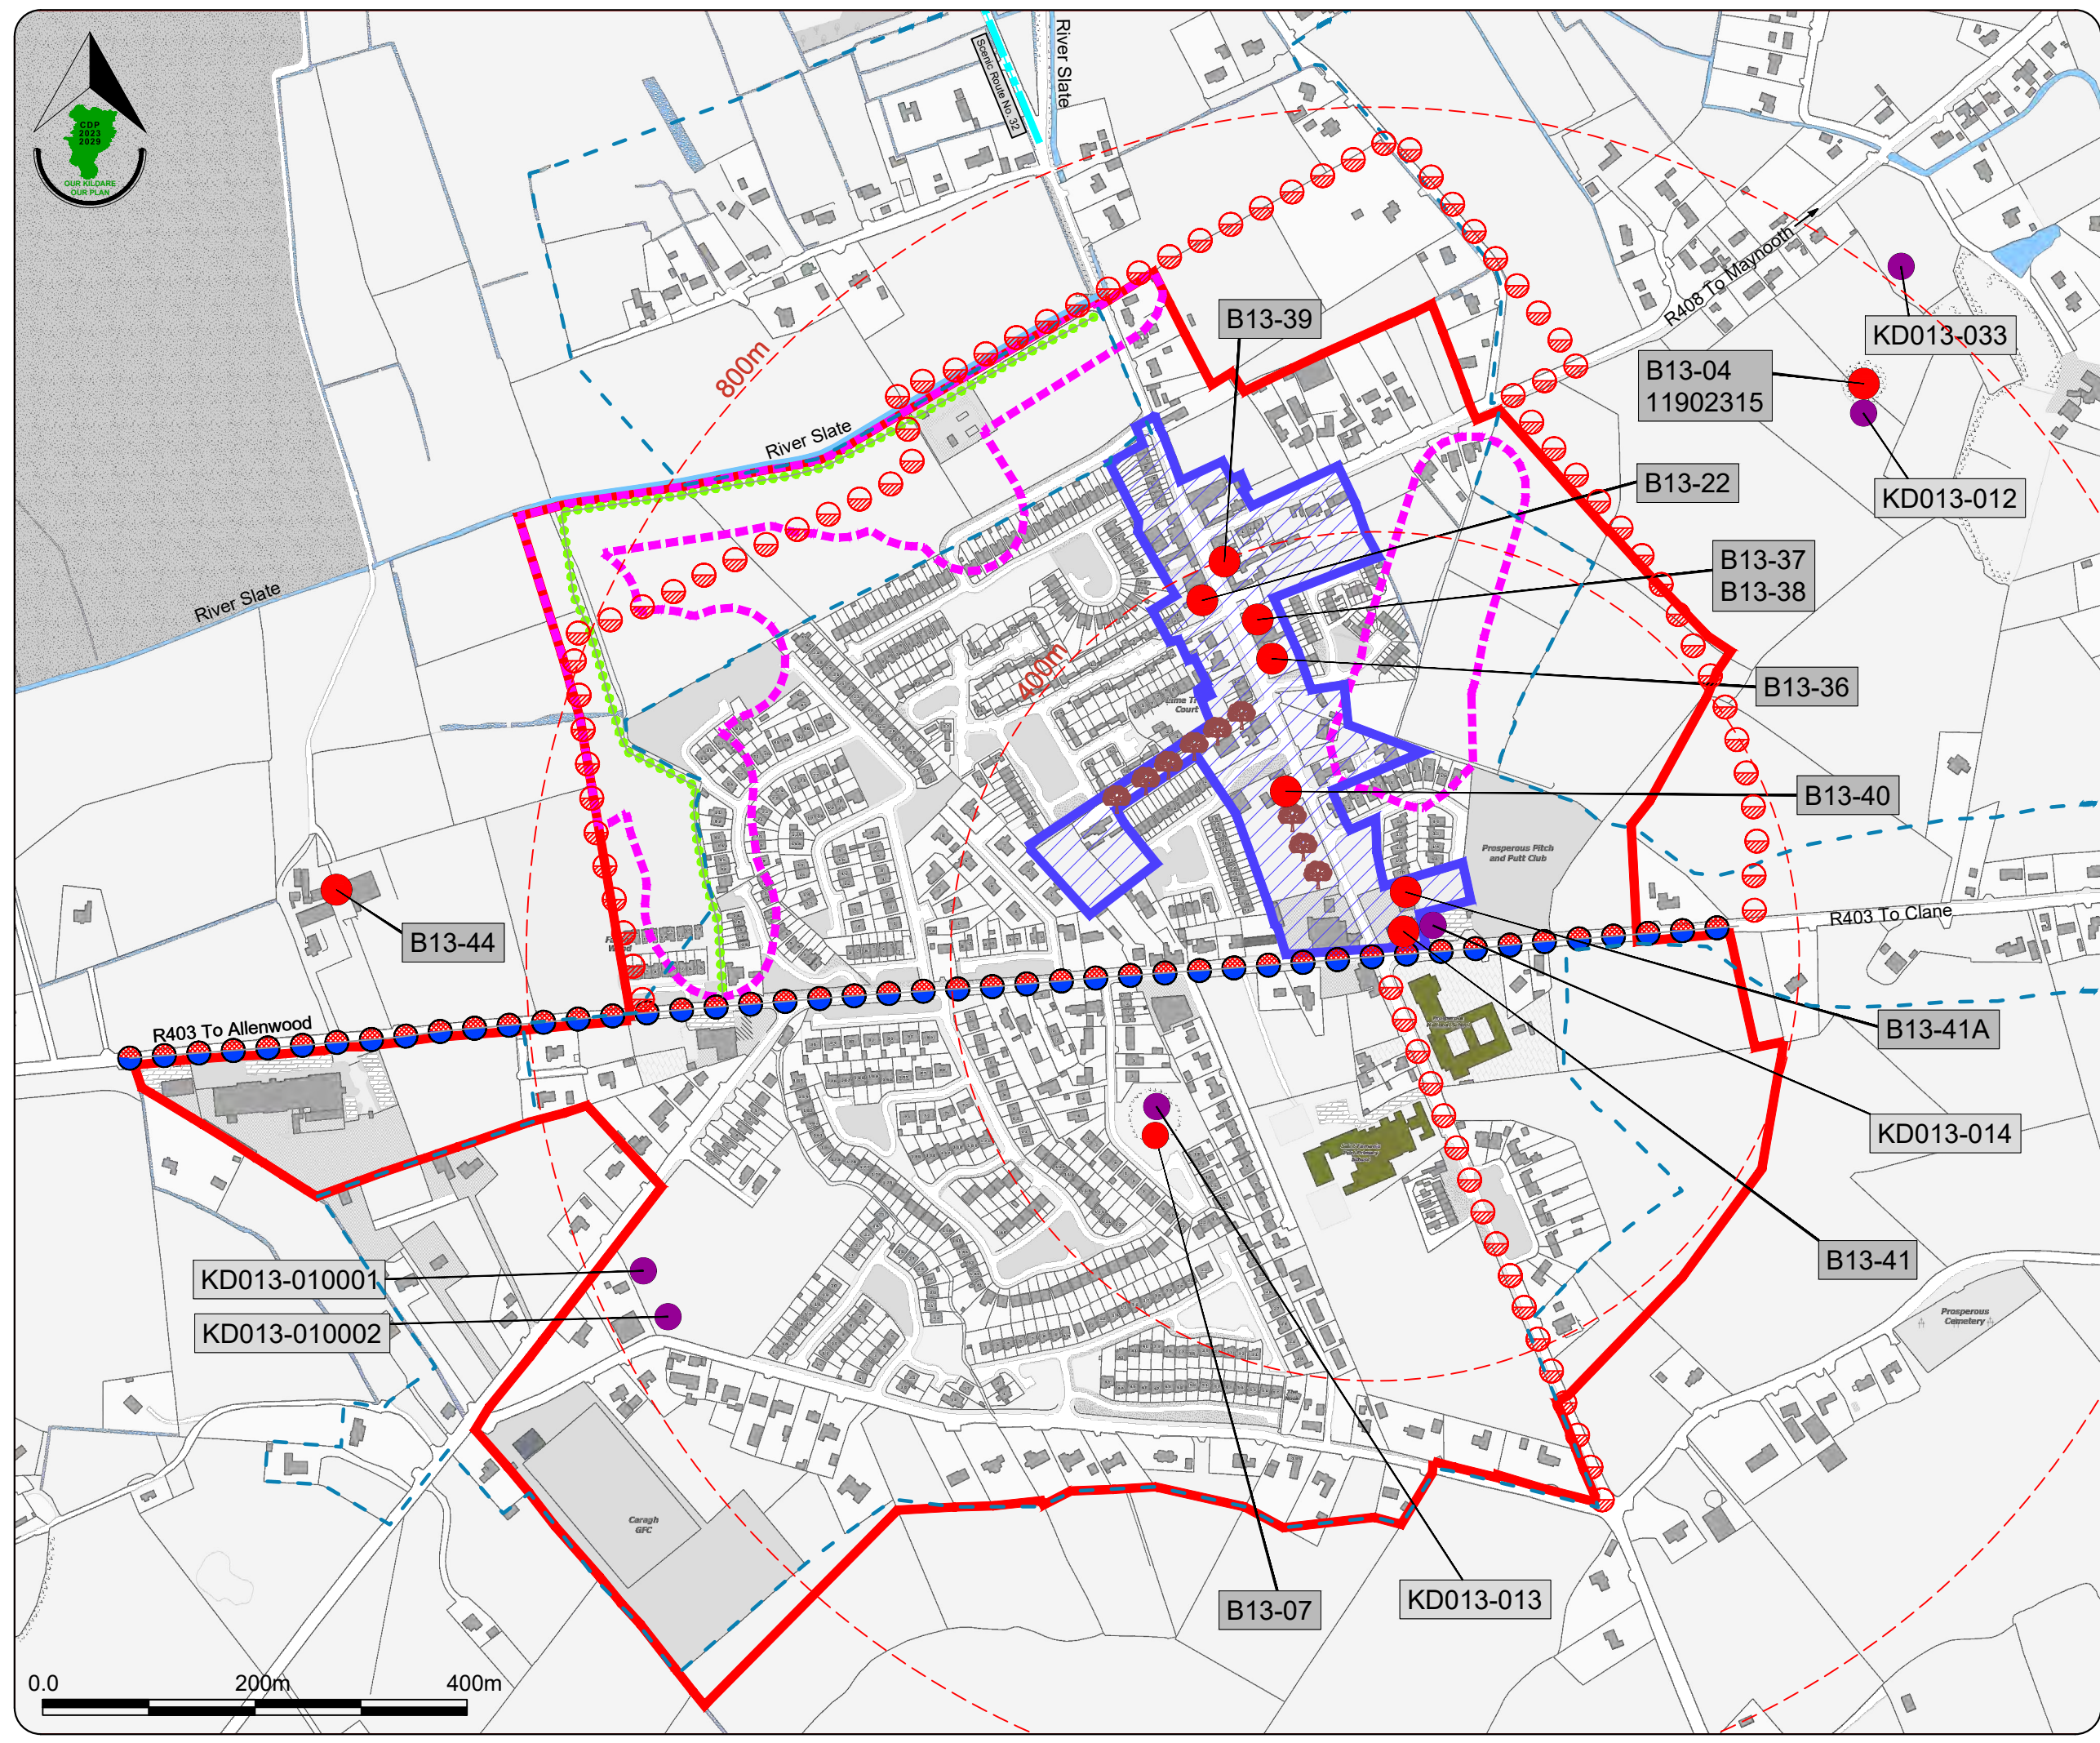 CDP
2023
2029
OUR KILDARE
OUR PLAN
Scenic Route No. 32
River Slate
R408 To Maynooth
KD013-033
B13-39
B13-04
11902315
800m
River Slate
B13-22
KD013-012
B13-37
B13-38
River Slate
400m
B13-36
Court
B13-40
Prosperous Pitch
and Putt Club
B13-44
R403 To Clane
R403 To Allenwood
B13-41A
KD013-014
B13-41
KD013-010001
KD013-010002
Prosperous
Cemetery
Caragh
GFC
B13-07
KD013-013
0.0
200m
400m